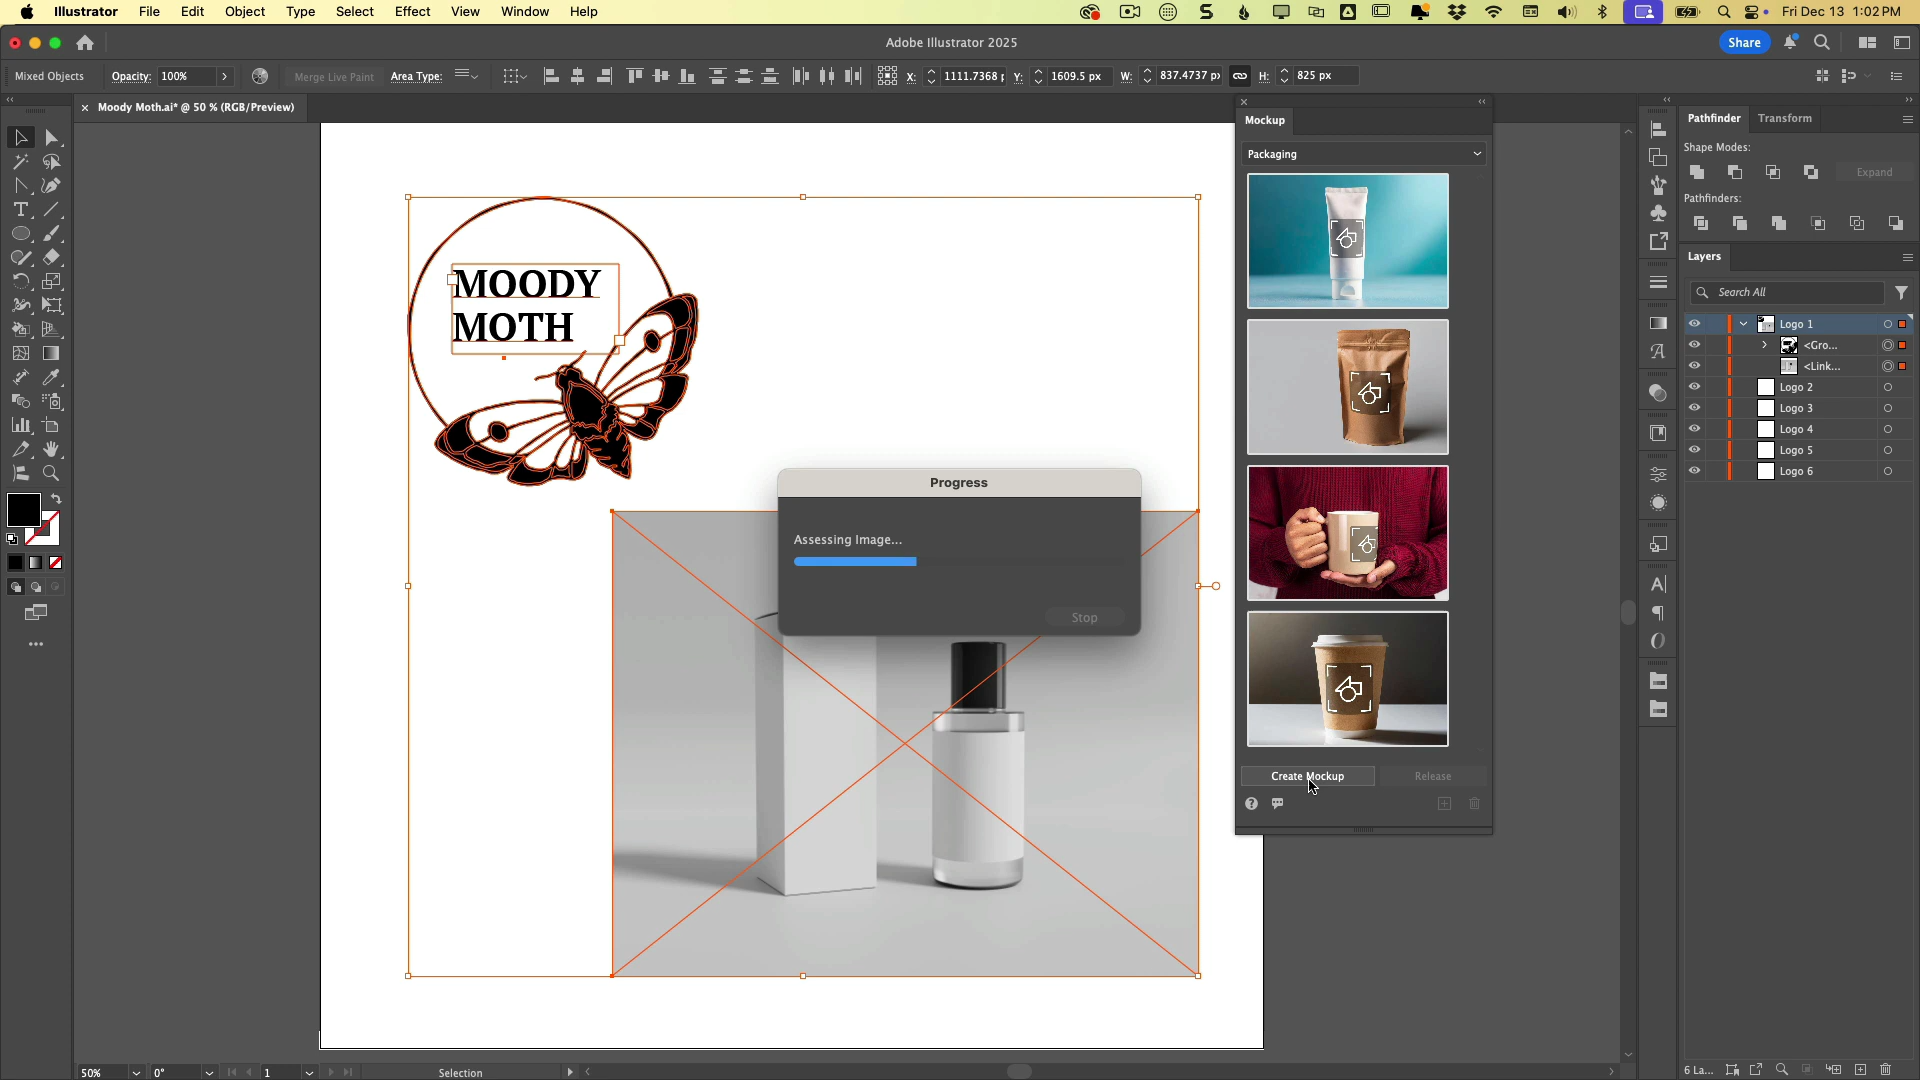 Illustrator File Edit Object Type Select Effect View Window Help
Fri Dec 13 1:02 PM
Adobe Illustrator 2025
Share
Mixed Objects
Opacity: 100%
Merge Live Paint
Area Type:
X: 1111.7368 p
Y: 1609.5 px
W: 837.4737 px
H: 825 px
Moody Moth.ai* @ 50 % (RGB/Preview)
MOODY
MOTH
Progress
Assessing Image...
Stop
Mockup
Packaging
Create Mockup
Release
Pathfinder Transform
Shape Modes:
Expand
Pathfinders:
Layers
Search All
Logo 1
<Gro...
<Link...
Logo 2
Logo 3
Logo 4
Logo 5
Logo 6
6 La...
50%
0°
1
Selection